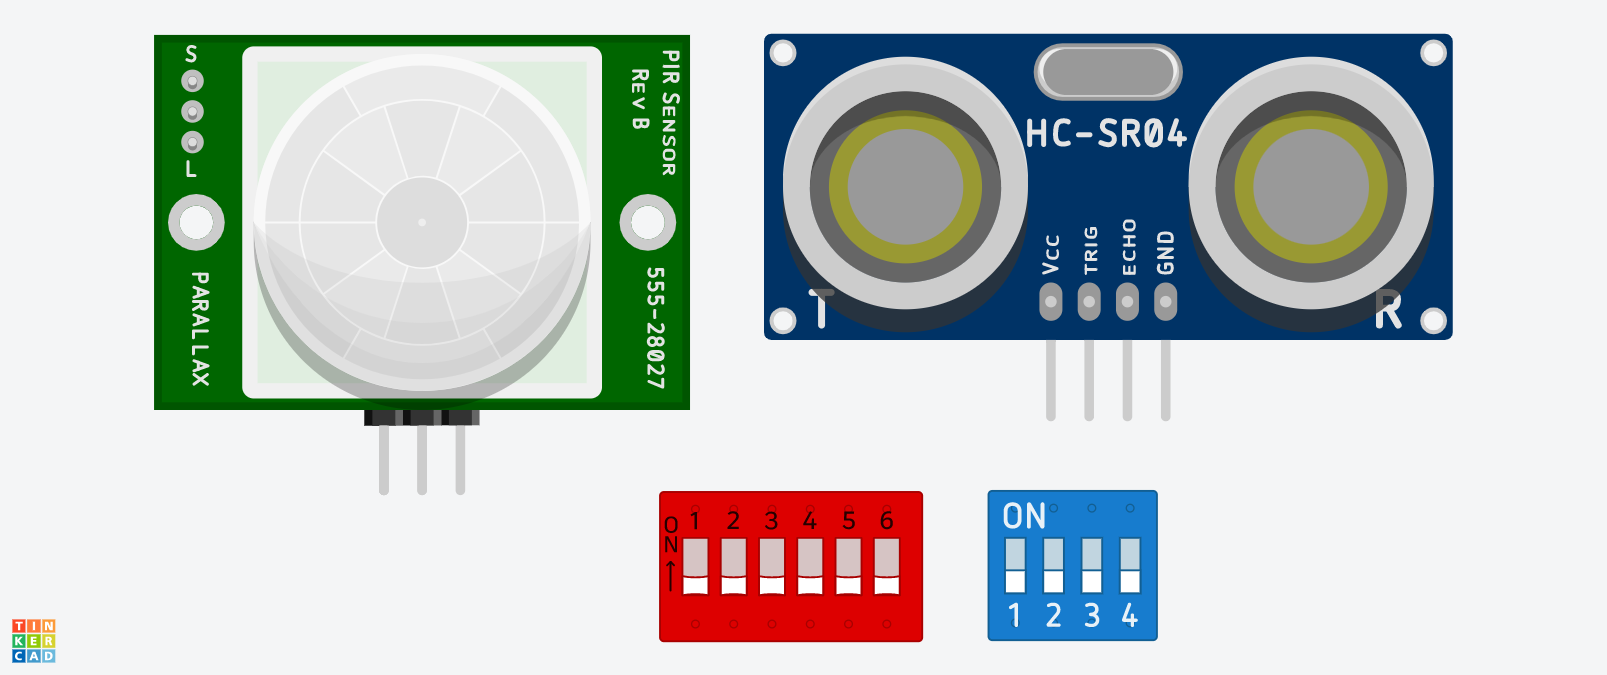 S
L
PIR SENSOR
REV B
PARALLAX
555-28027
HC-SR04
VCC
TRIG
ECHO
GND
T
R
ON
1 2 3 4 5 6
ON
1 2 3 4
TIN
KER
CAD